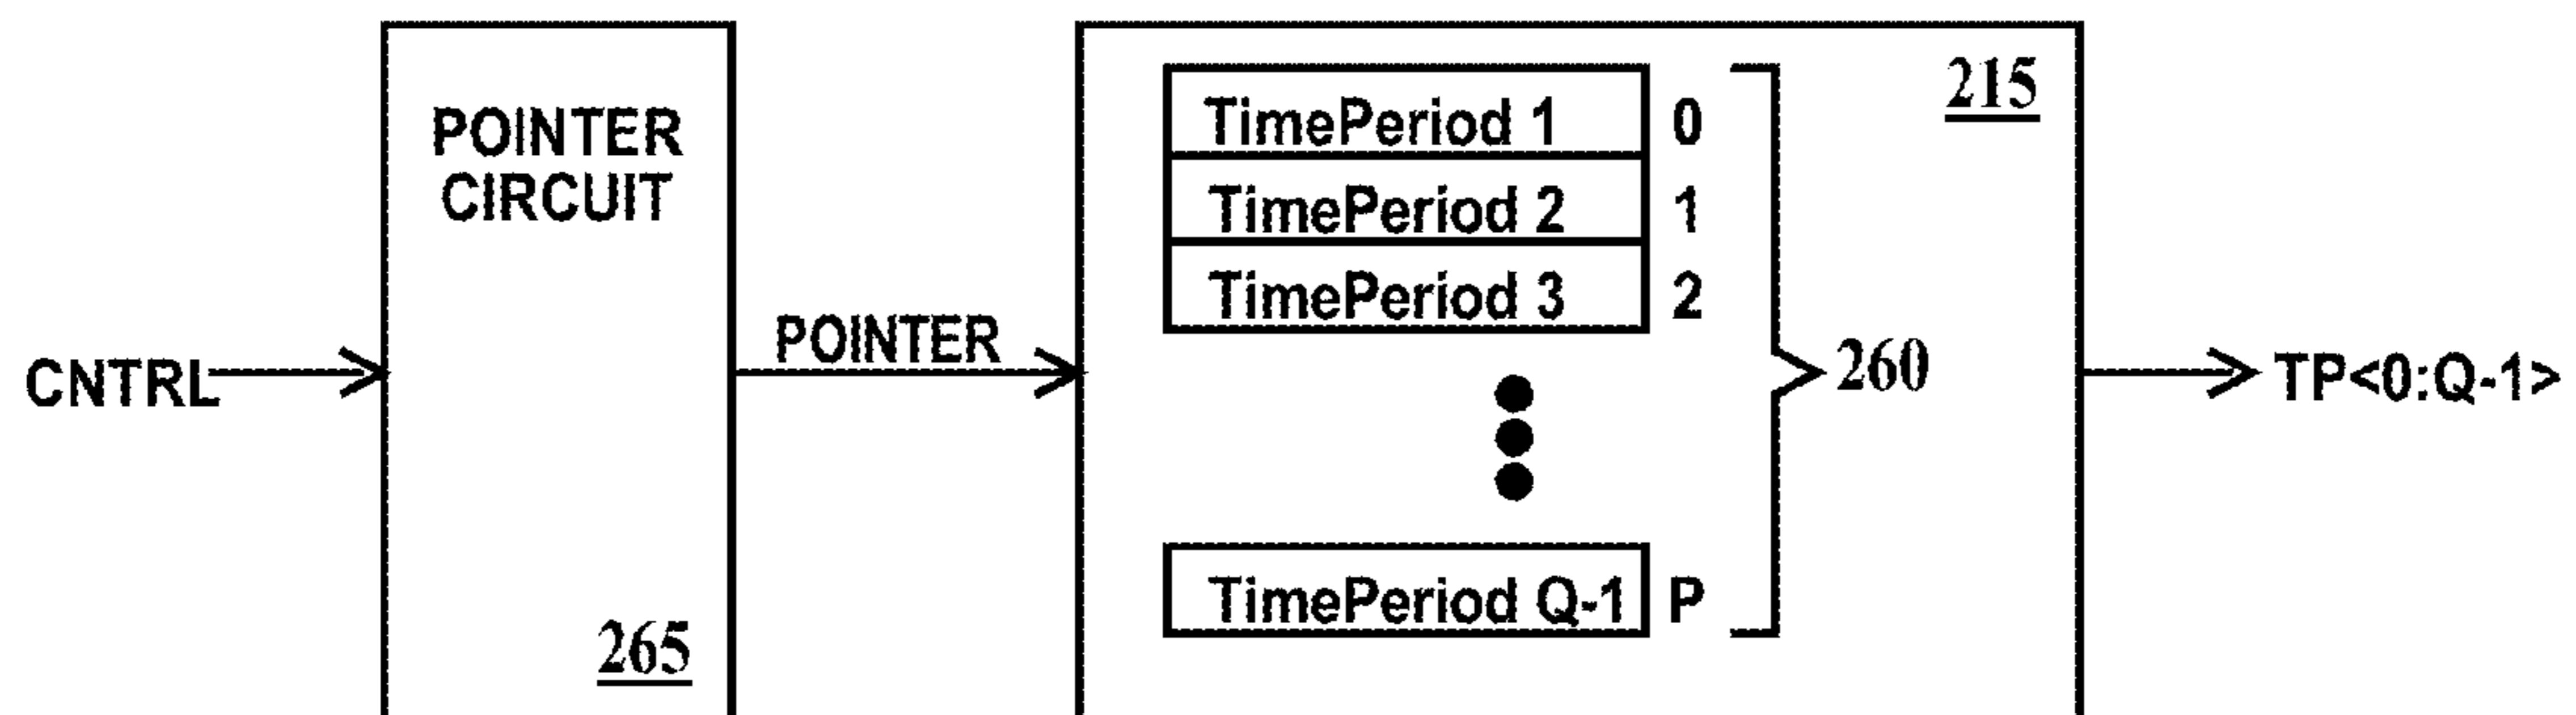 CNTRL
POINTER
CIRCUIT
265
POINTER
215
TimePeriod 1 0
TimePeriod 2 1
TimePeriod 3 2
TimePeriod Q-1 P
260
TP<0:Q-1>